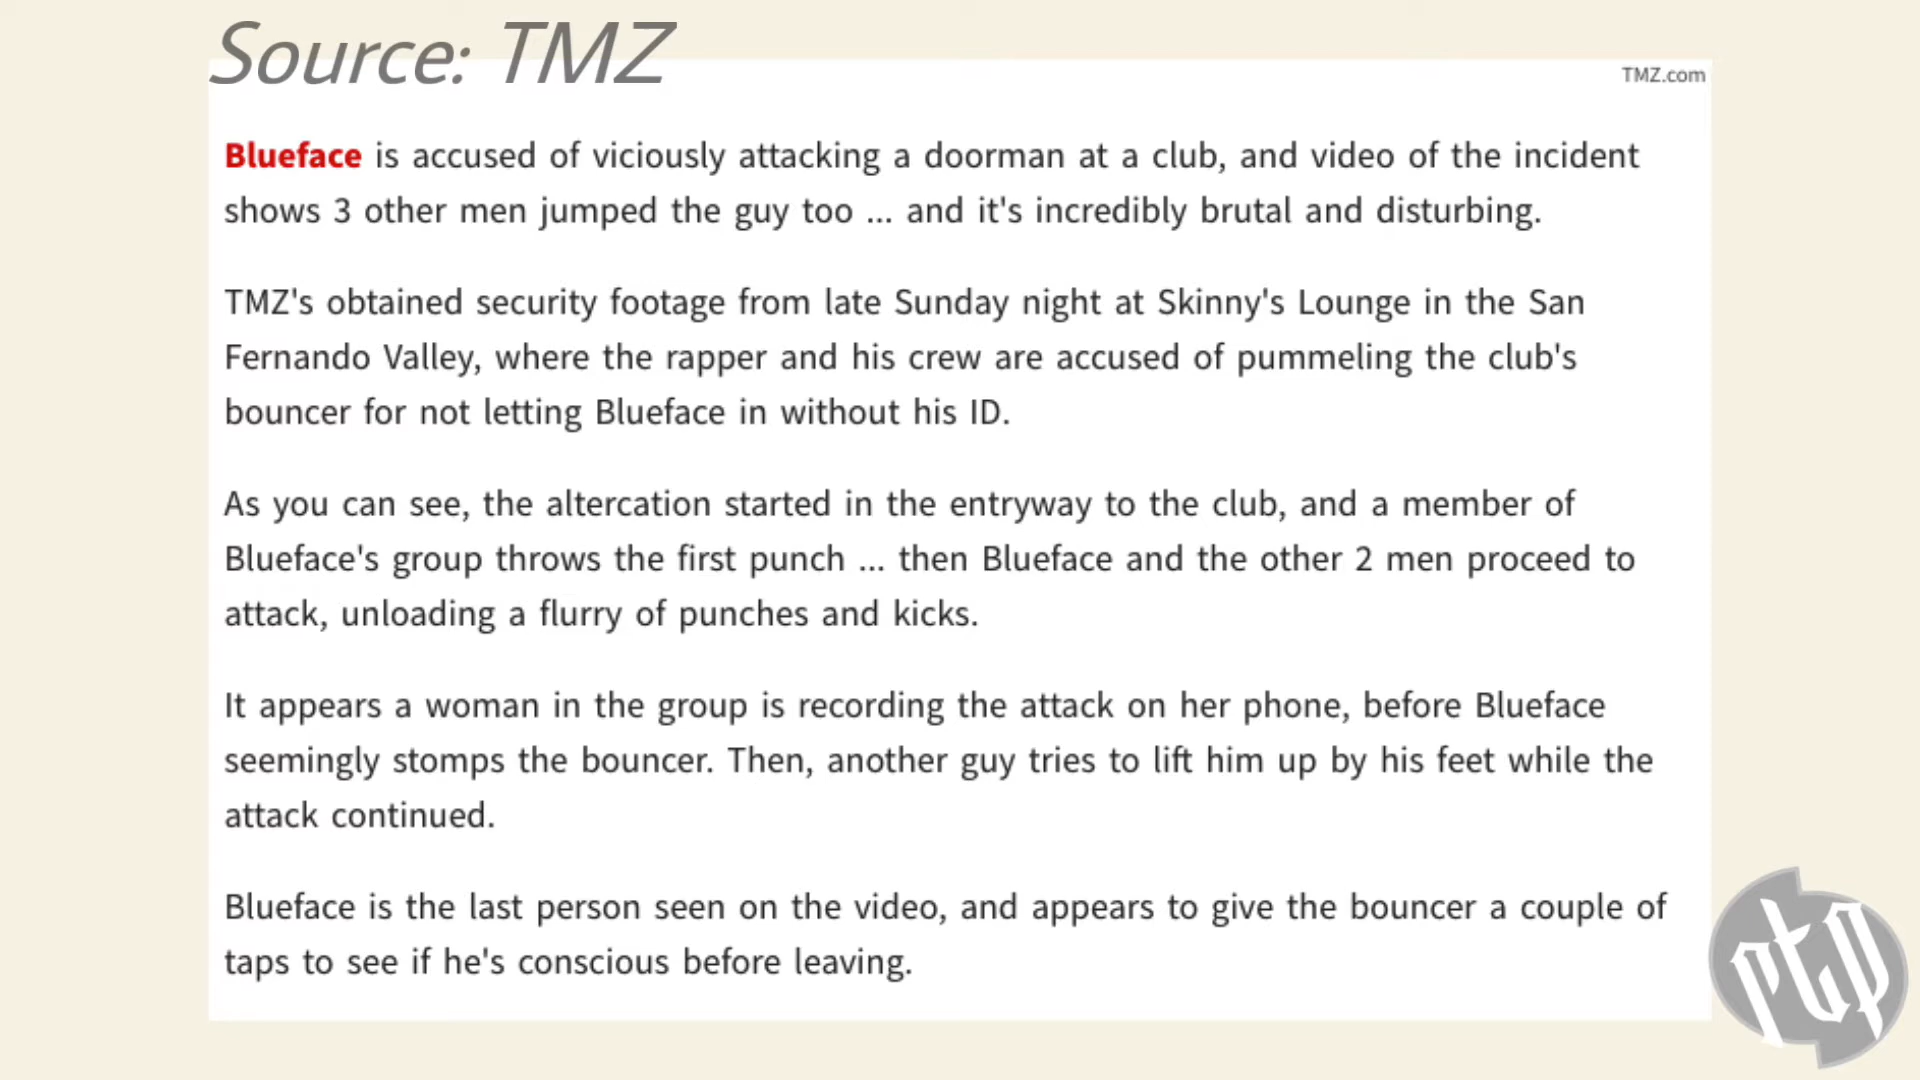 Source: TMZ
TMZ.com
Blueface is accused of viciously attacking a doorman at a club, and video of the incident
shows 3 other men jumped the guy too ... and it's incredibly brutal and disturbing.
TMZ's obtained security footage from late Sunday night at Skinny's Lounge in the San
Fernando Valley, where the rapper and his crew are accused of pummeling the club's
bouncer for not letting Blueface in without his ID.
As you can see, the altercation started in the entryway to the club, and a member of
Blueface's group throws the first punch ... then Blueface and the other 2 men proceed to
attack, unloading a flurry of punches and kicks.
It appears a woman in the group is recording the attack on her phone, before Blueface
seemingly stomps the bouncer. Then, another guy tries to lift him up by his feet while the
attack continued.
Blueface is the last person seen on the video, and appears to give the bouncer a couple of
taps to see if he's conscious before leaving.